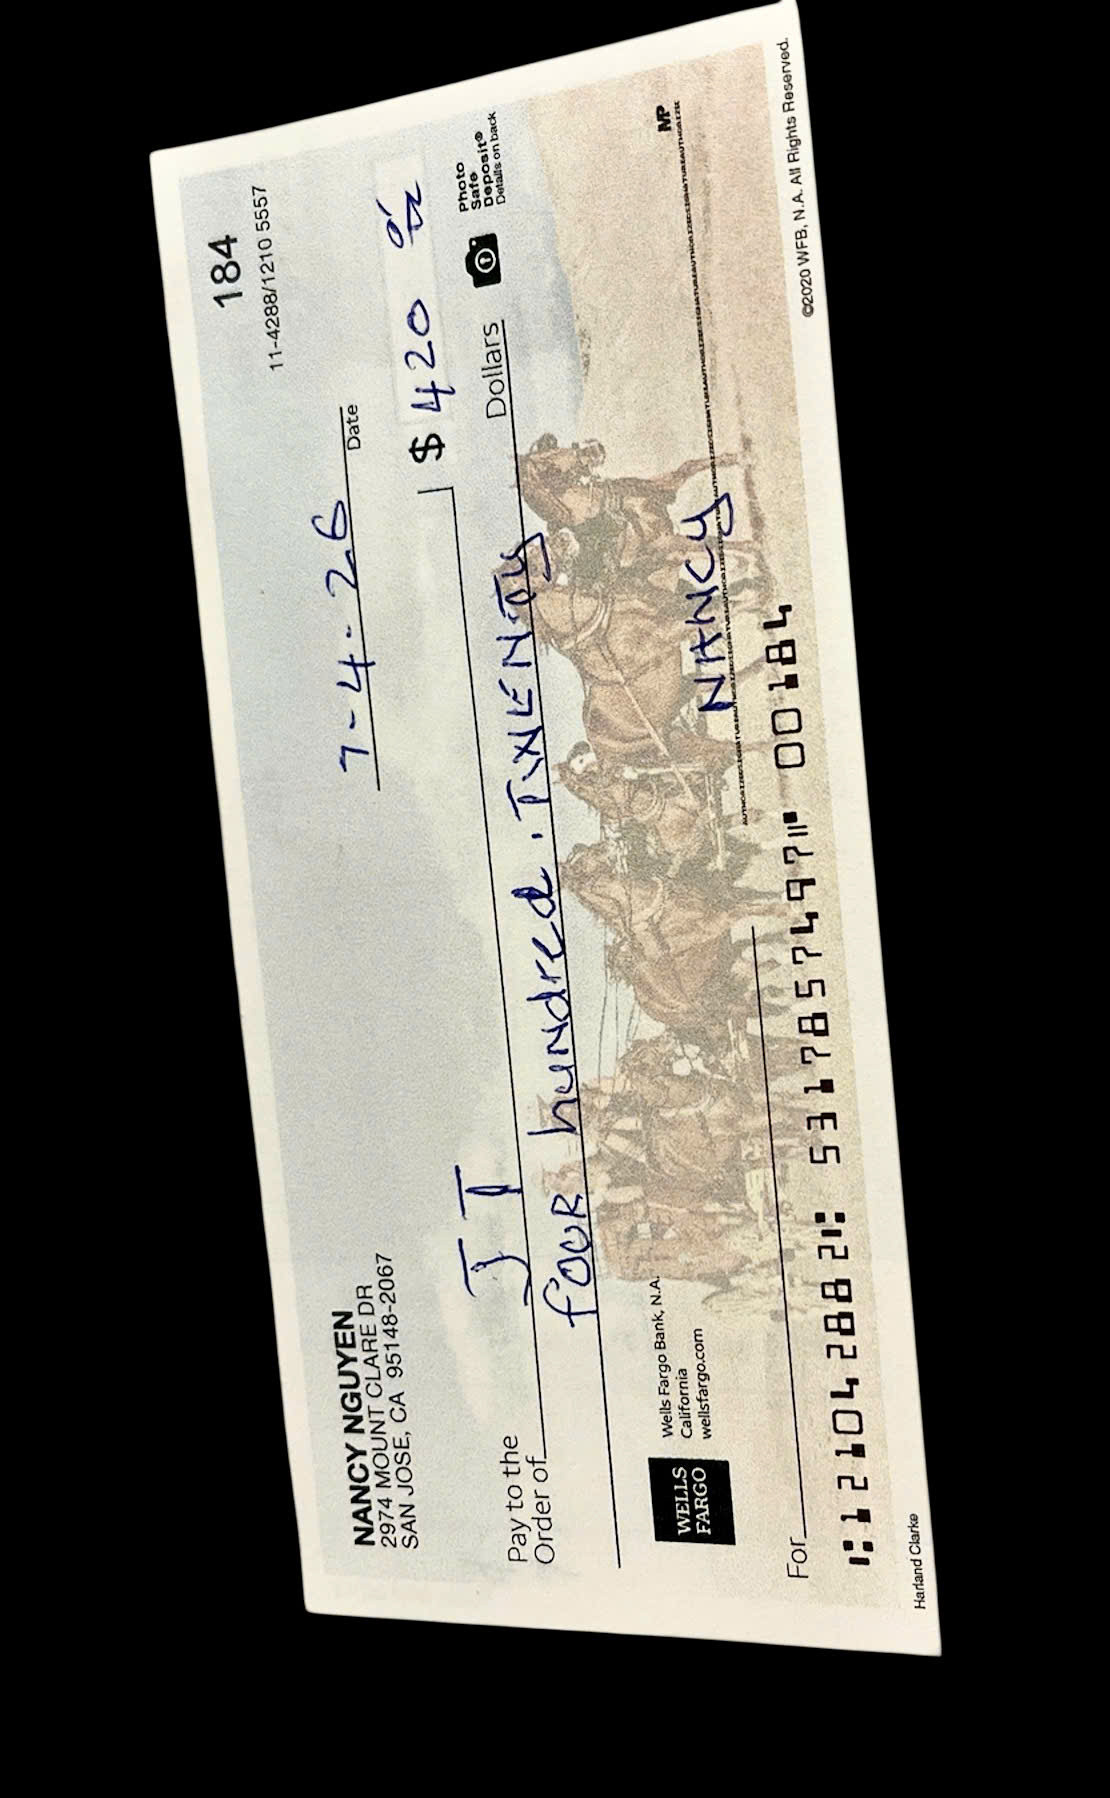 NANCY NGUYEN
2974 MOUNT CLARE DR
SAN JOSE, CA 95148-2067
184
11-4288/1210 5557
7-4-26
Date
Pay to the
Order of
J T
$ 420
four hundred . TWENTY
Dollars
Photo
Safe
Deposit®
Details on back
WELLS
FARGO
Wells Fargo Bank, N.A.
California
wellsfargo.com
For
NANCY
MP
⑆121042882⑆ 5317857497⑈ 00184
Harland Clarke
©2020 WFB, N.A. All Rights Reserved.